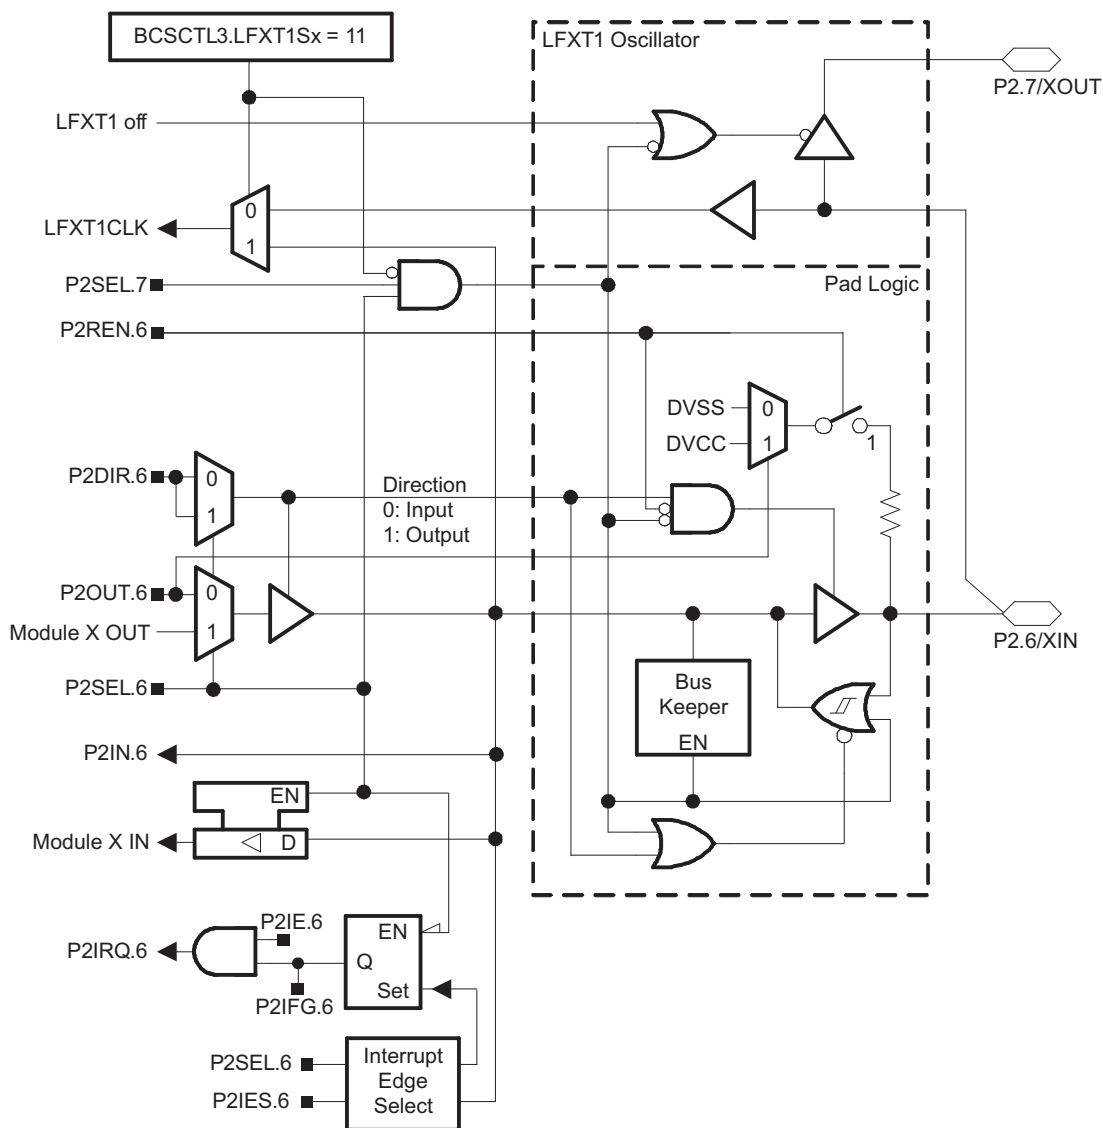 BCSCTL3.LFXT1Sx = 11
LFXT1 Oscillator
P2.7/XOUT
LFXT1 off
0
LFXT1CLK
1
P2SEL.7
Pad Logic
P2REN.6
DVSS
0
DVCC
1
1
P2DIR.6
0
1
Direction
0: Input
1: Output
P2OUT.6
0
Module X OUT
1
P2.6/XIN
P2SEL.6
Bus
Keeper
EN
P2IN.6
EN
Module X IN
D
P2IE.6
EN
P2IRQ.6
Q
Set
P2IFG.6
P2SEL.6
P2IES.6
Interrupt
Edge
Select